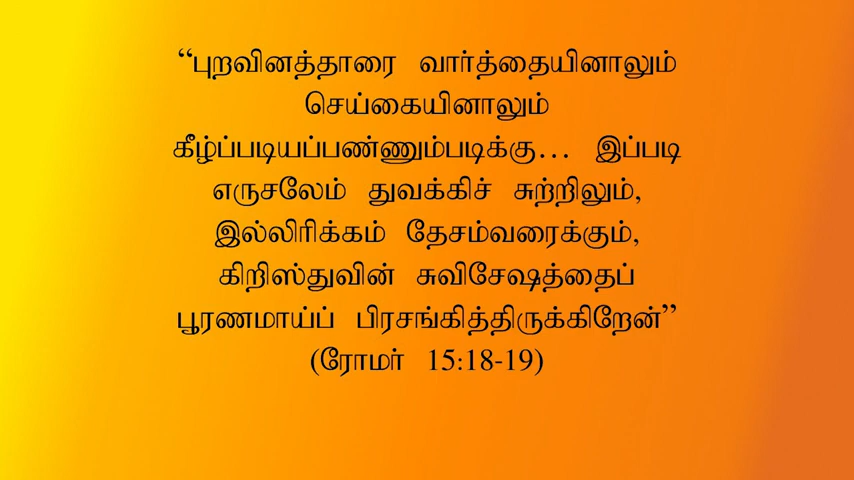 “புறவினத்தாரை வார்த்தையினாலும்
செய்கையினாலும்
கீழ்ப்படியப்பண்ணும்படிக்கு... இப்படி
எருசலேம் துவக்கிச் சுற்றிலும்,
இல்லிரிக்கம் தேசம்வரைக்கும்,
கிறிஸ்துவின் சுவிசேஷத்தைப்
பூரணமாய்ப் பிரசங்கித்திருக்கிறேன்”
(ரோமர் 15:18-19)